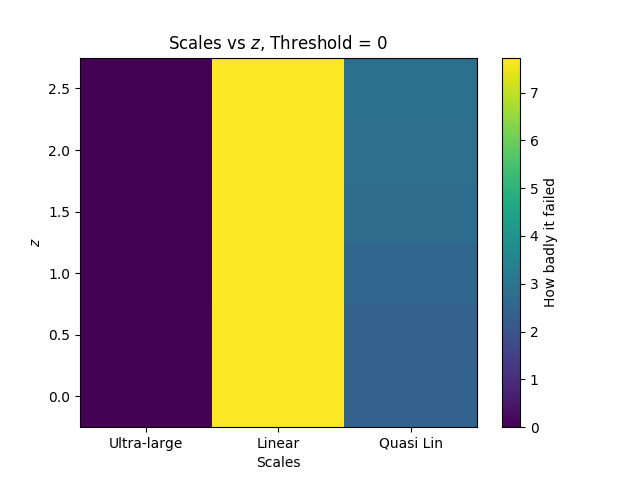 Scales vs z, Threshold = 0
2.5
2.0
1.5
1.0
0.5
0.0
z
Ultra-large
Linear
Quasi Lin
Scales
7
6
5
4
3
2
1
0
How badly it failed